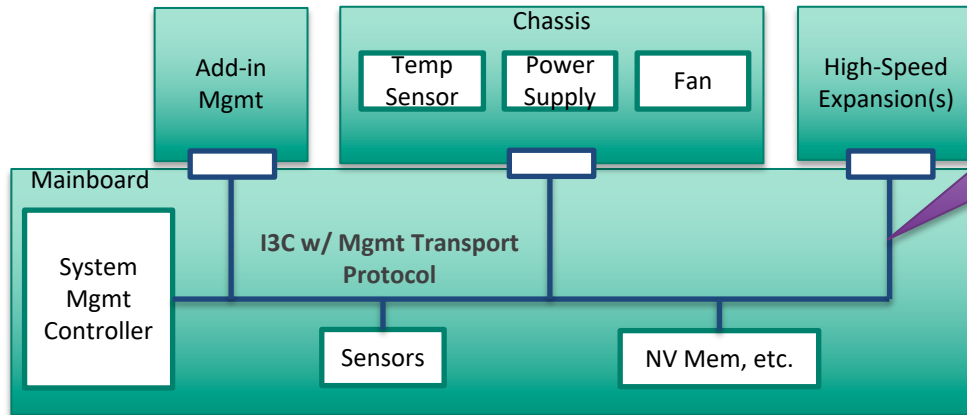 Add-in
Mgmt
Chassis
Temp
Sensor
Power
Supply
Fan
High-Speed
Expansion(s)
Mainboard
System
Mgmt
Controller
I3C w/ Mgmt Transport
Protocol
Sensors
NV Mem, etc.